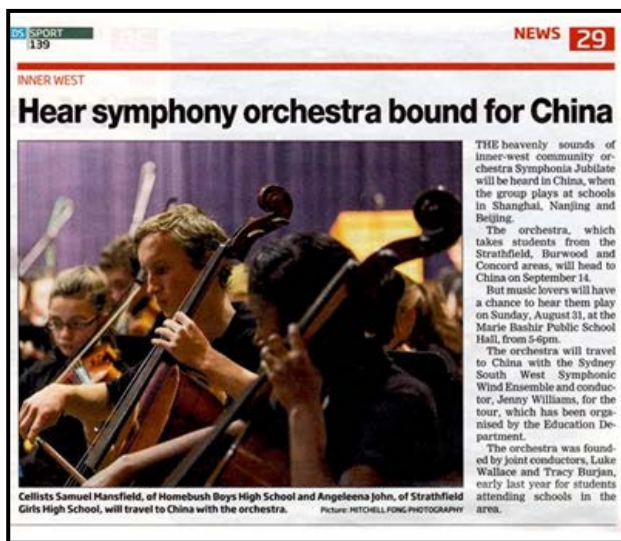 DS SPORT
139
NEWS 29
INNER WEST
Hear symphony orchestra bound for China
THE heavenly sounds of
inner-west community or-
chestra Symphonia Jubilate
will be heard in China, when
the group plays at schools
in Shanghai, Nanjing and
Beijing.
The orchestra, which
takes students from the
Strathfield, Burwood and
Concord areas, will head to
China on September 14.
But music lovers will have
a chance to hear them play
on Sunday, August 31, at the
Marie Bashir Public School
Hall, from 5-6pm.
The orchestra will travel
to China with the Sydney
South West Symphonic
Wind Ensemble and conduc-
tor, Jenny Williams, for the
tour, which has been orga-
nised by the Education De-
partment.
The orchestra was found-
ed by joint conductors, Luke
Wallace and Tracy Burjan,
early last year for students
attending schools in the
area.
Cellists Samuel Mansfield, of Homebush Boys High School and Angeleena John, of Strathfield
Girls High School, will travel to China with the orchestra. Picture: MITCHELL FONG PHOTOGRAPHY